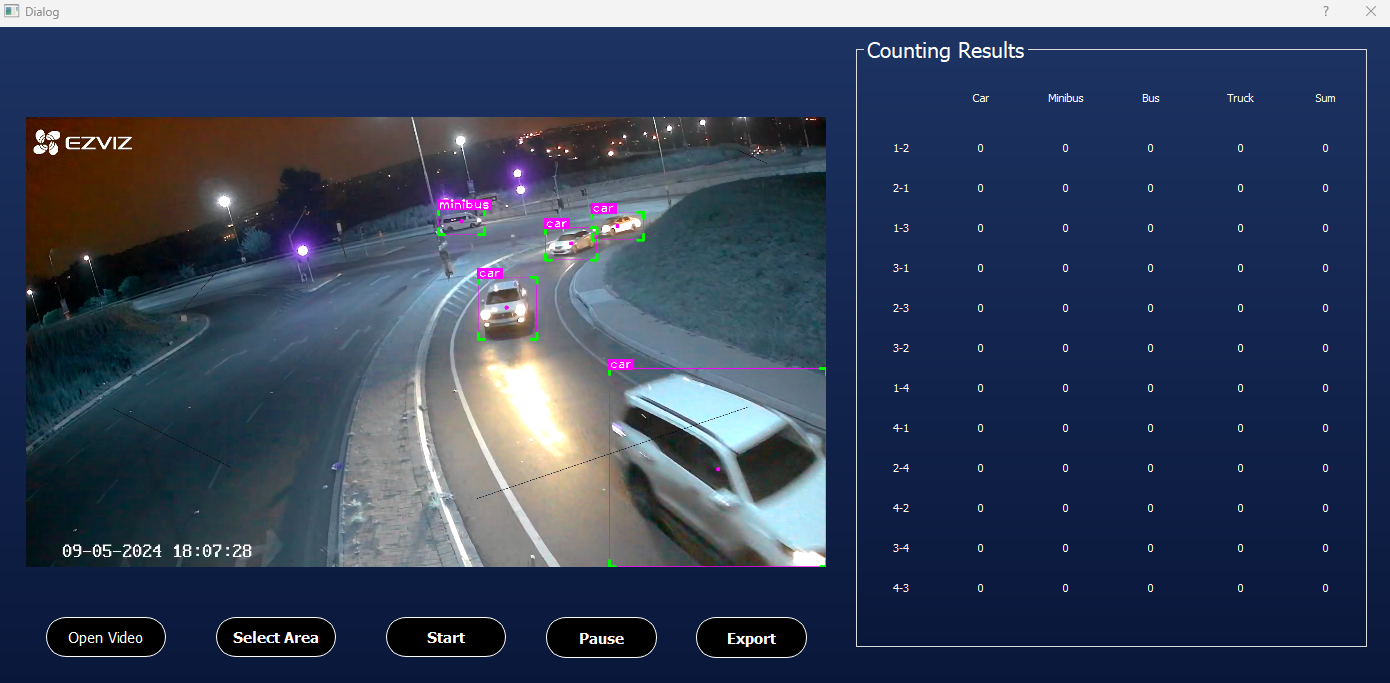 Dialog
?
EZVIZ
minibus
car
car
car
car
09-05-2024 18:07:28
Open Video
Select Area
Start
Pause
Export
Counting Results
Car Minibus Bus Truck Sum
1-2 0 0 0 0 0
2-1 0 0 0 0 0
1-3 0 0 0 0 0
3-1 0 0 0 0 0
2-3 0 0 0 0 0
3-2 0 0 0 0 0
1-4 0 0 0 0 0
4-1 0 0 0 0 0
2-4 0 0 0 0 0
4-2 0 0 0 0 0
3-4 0 0 0 0 0
4-3 0 0 0 0 0